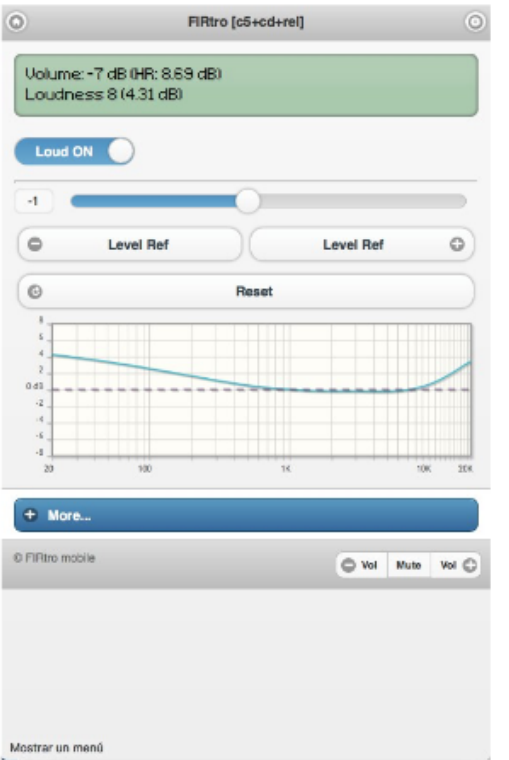 FIRtro [c5+cd+rel]
Volume: -7 dB (HR: 8.69 dB)
Loudness 8 (4.31 dB)
Loud ON
-1
Level Ref
Level Ref
Reset
8
6
4
2
0 dB
-2
-4
-6
-8
20 100 1K 10K 20K
More...
© FIRtro mobile
Vol Mute Vol
Mostrar un menú